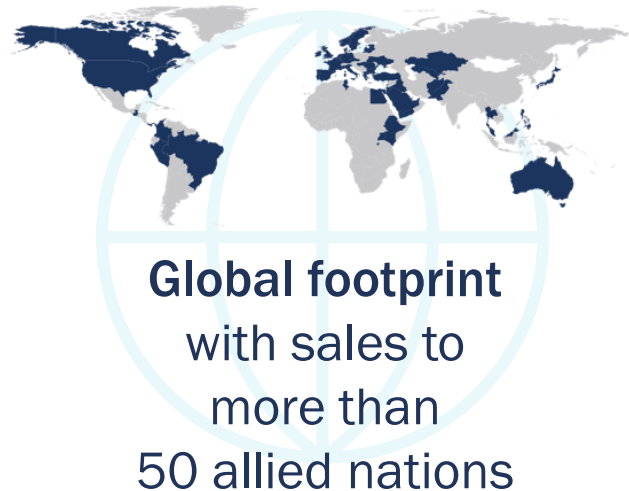 Global footprint
with sales to
more than
50 allied nations